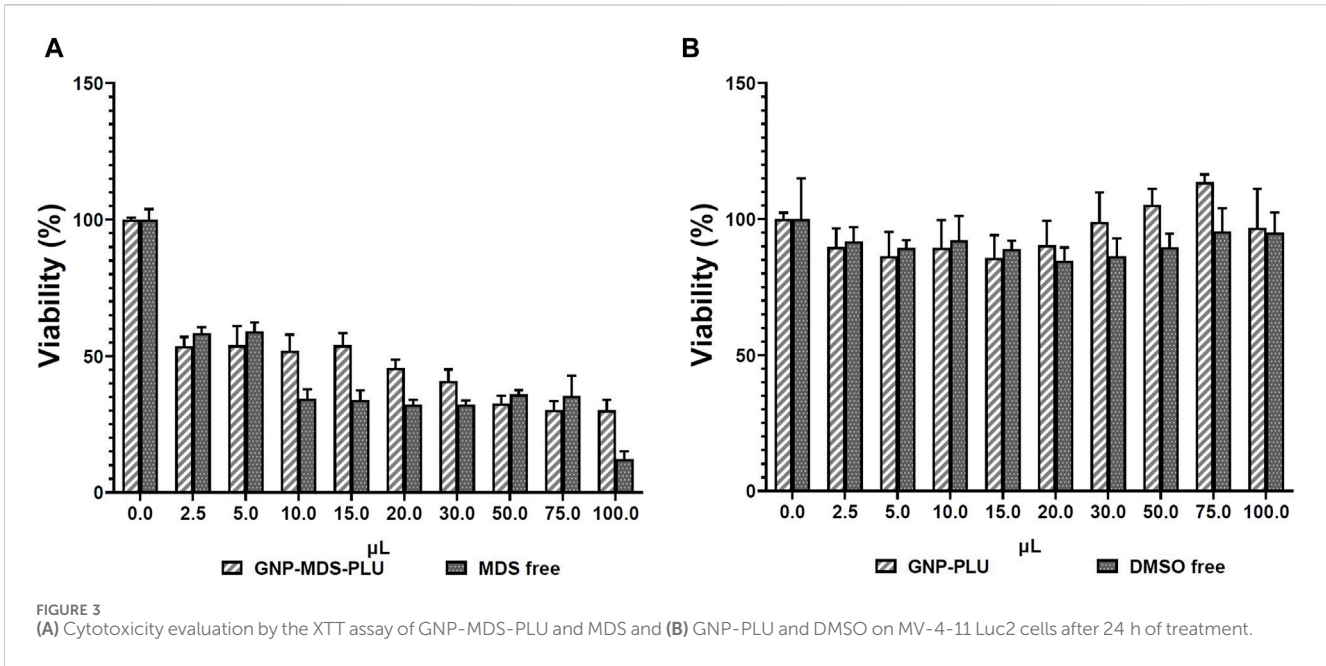 A
150
100
50
0
Viability (%)
0.0 2.5 5.0 10.0 15.0 20.0 30.0 50.0 75.0 100.0
µL
GNP-MDS-PLU MDS free
B
150
100
50
0
Viability (%)
0.0 2.5 5.0 10.0 15.0 20.0 30.0 50.0 75.0 100.0
µL
GNP-PLU DMSO free
FIGURE 3
(A) Cytotoxicity evaluation by the XTT assay of GNP-MDS-PLU and MDS and (B) GNP-PLU and DMSO on MV-4-11 Luc2 cells after 24 h of treatment.